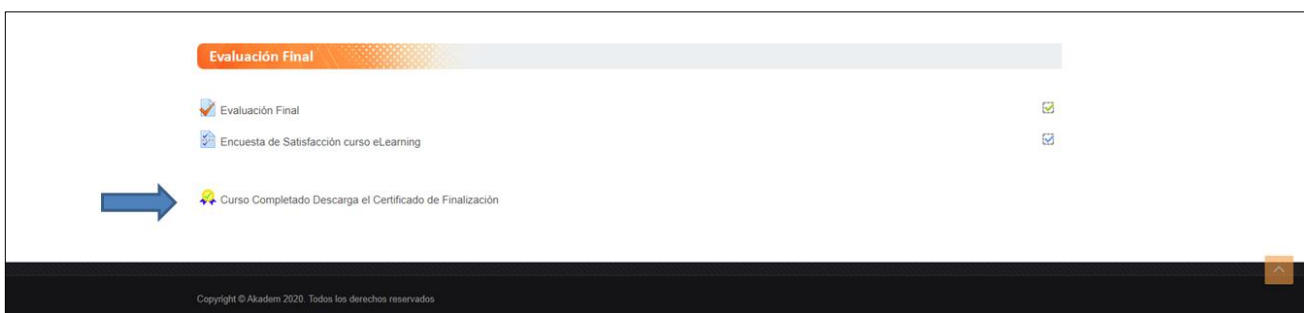 Evaluación Final
Evaluación Final
Encuesta de Satisfacción curso eLearning
Curso Completado Descarga el Certificado de Finalización
Copyright © Akadem 2020. Todos los derechos reservados